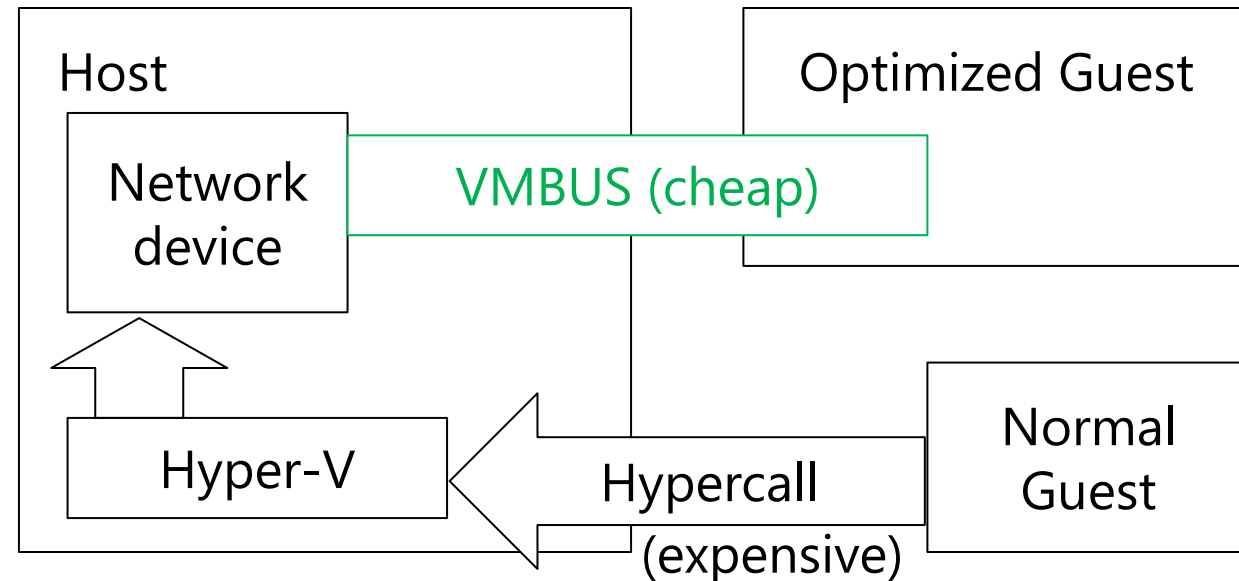 Host
Optimized Guest
Network
device
VMBUS (cheap)
Hyper-V
Hypercall
(expensive)
Normal
Guest